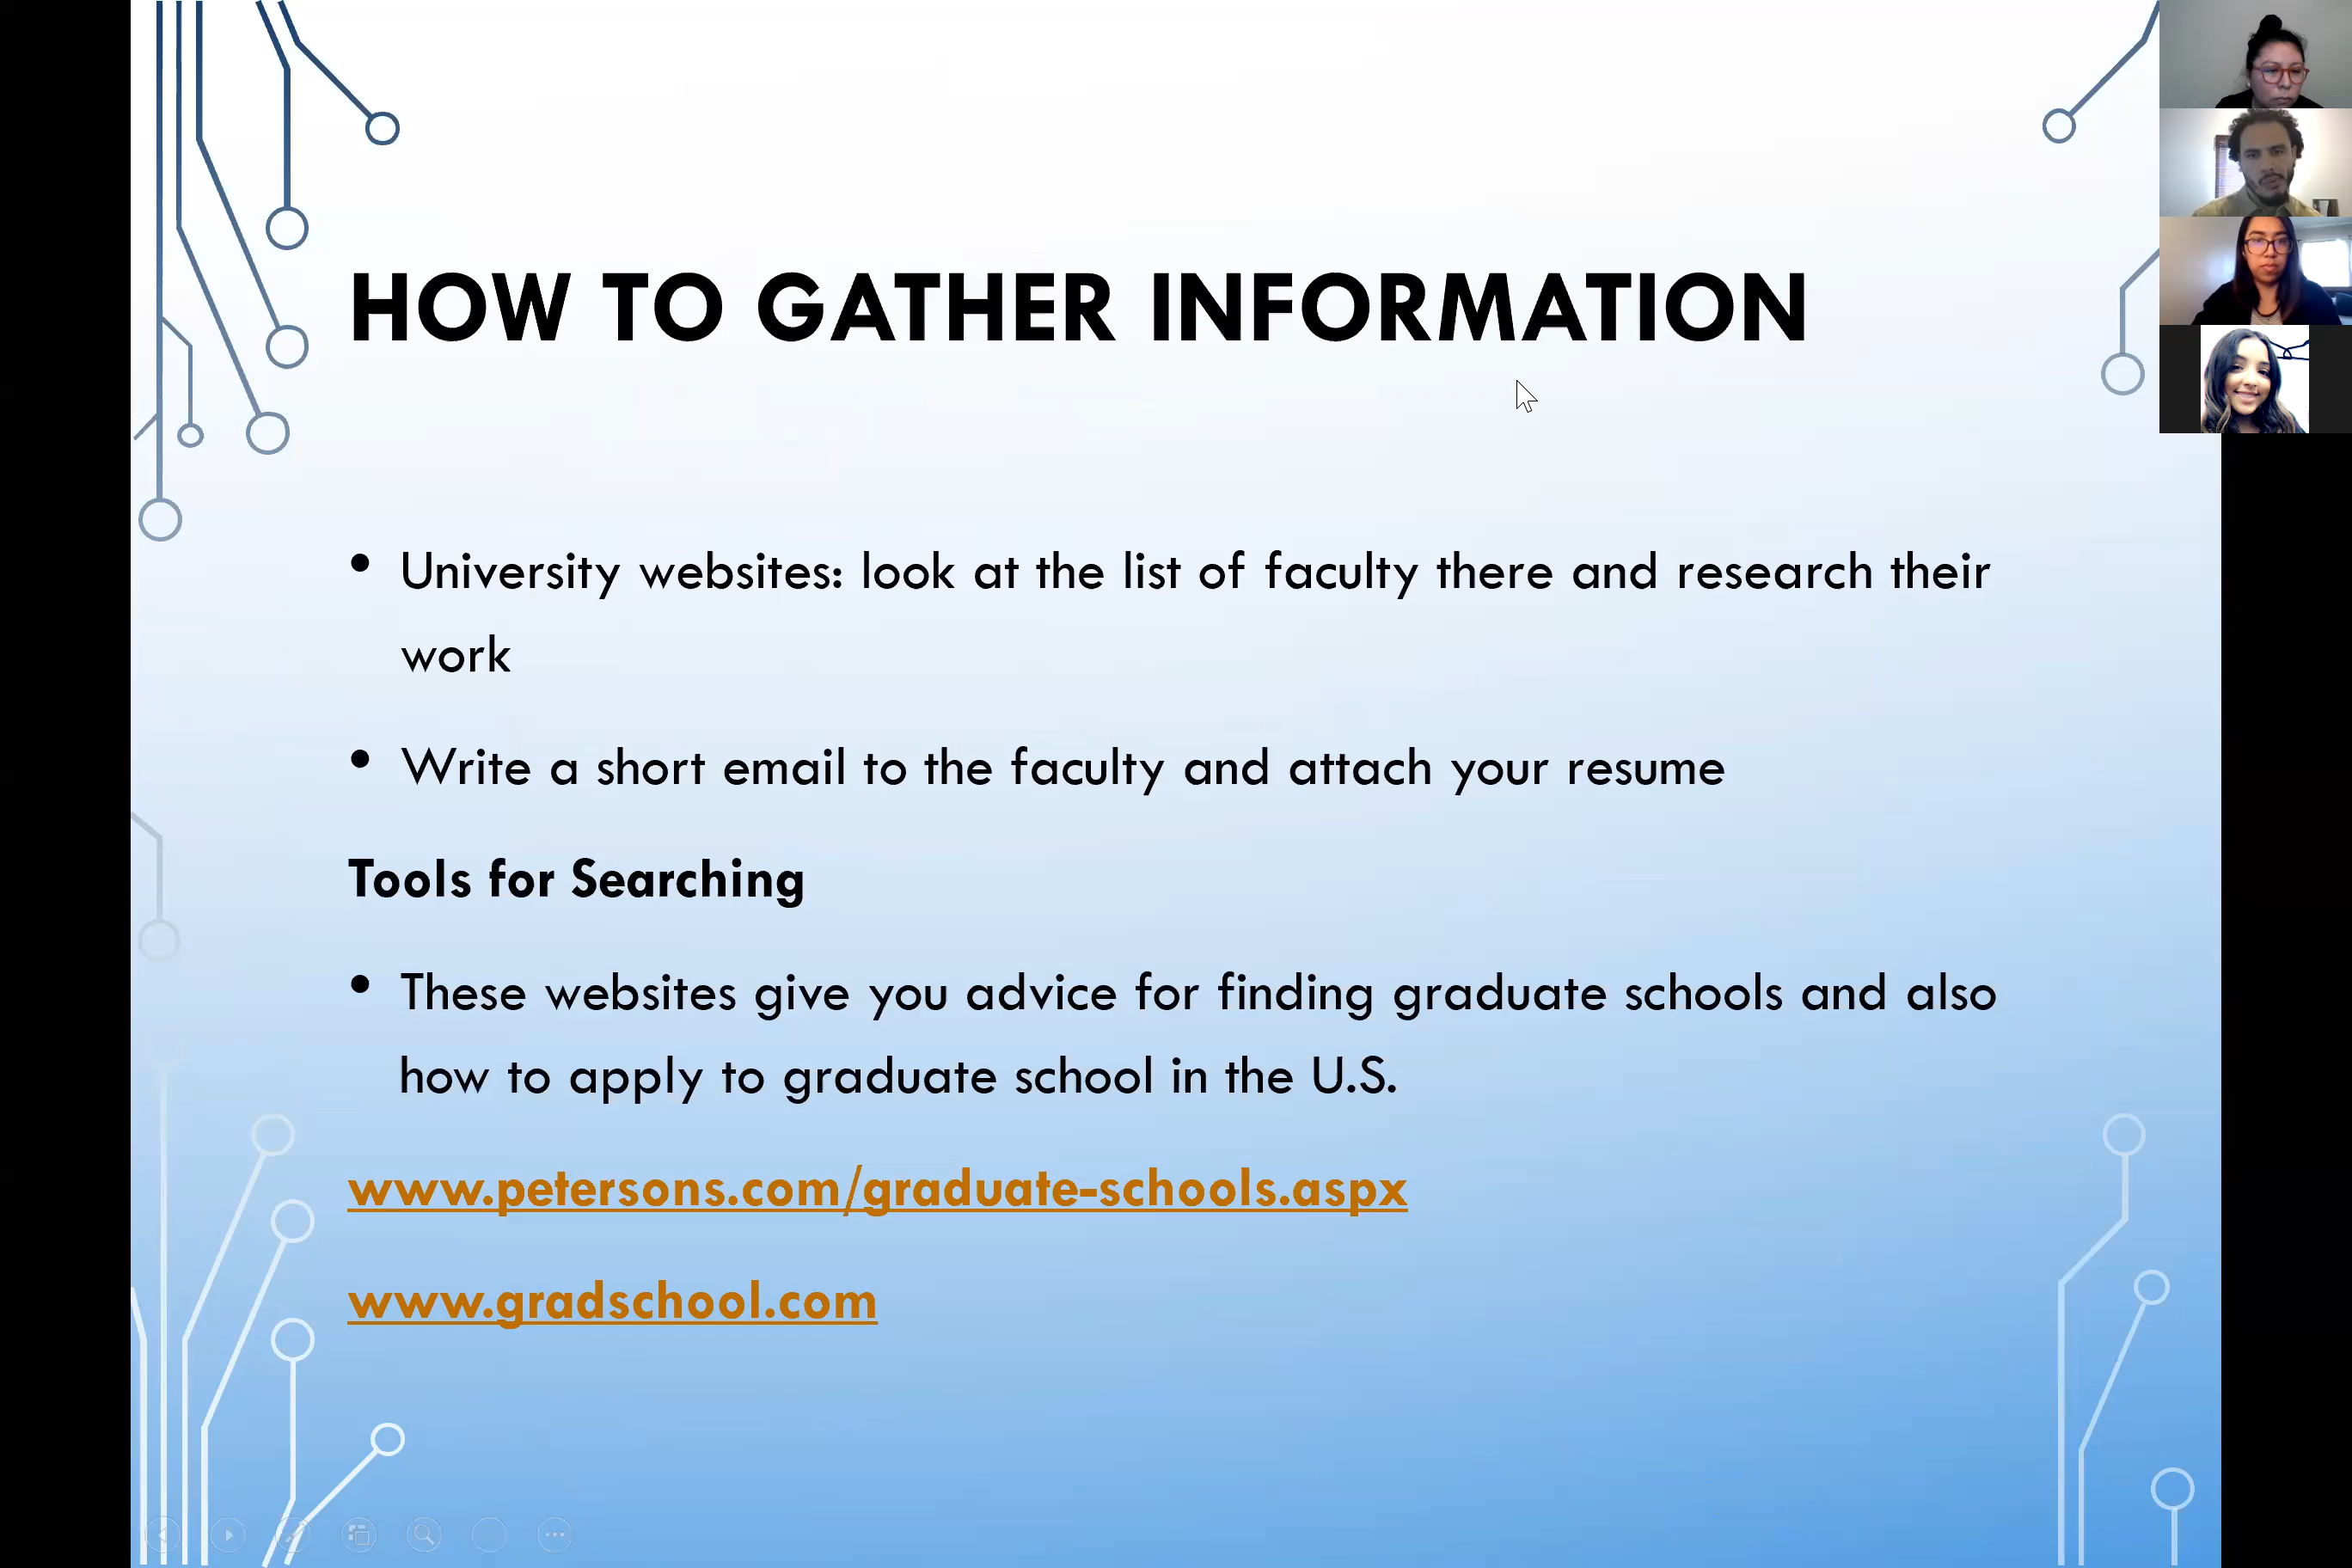 HOW TO GATHER INFORMATION
• University websites: look at the list of faculty there and research their
work
• Write a short email to the faculty and attach your resume
Tools for Searching
• These websites give you advice for finding graduate schools and also
how to apply to graduate school in the U.S.
www.petersons.com/graduate-schools.aspx
www.gradschool.com